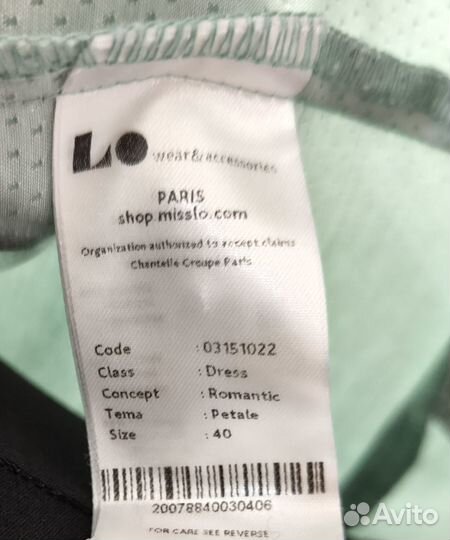 LO wear&accessories
PARIS
shop.misslo.com
Organization authorized to accept claims
Chantelle Croupe Paris
Code : 03151022
Class : Dress
Concept : Romantic
Tema : Petale
Size : 40
20078840030406
FOR CARE SEE REVERSE
Avito